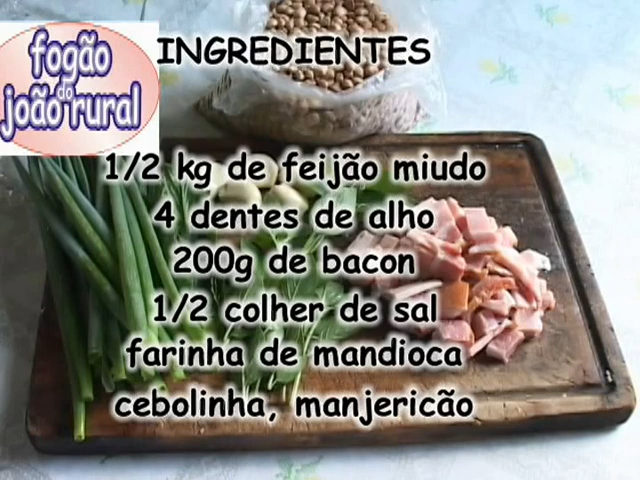 fogão
do
joão rural
INGREDIENTES
1/2 kg de feijão miudo
4 dentes de alho
200g de bacon
1/2 colher de sal
farinha de mandioca
cebolinha, manjericão